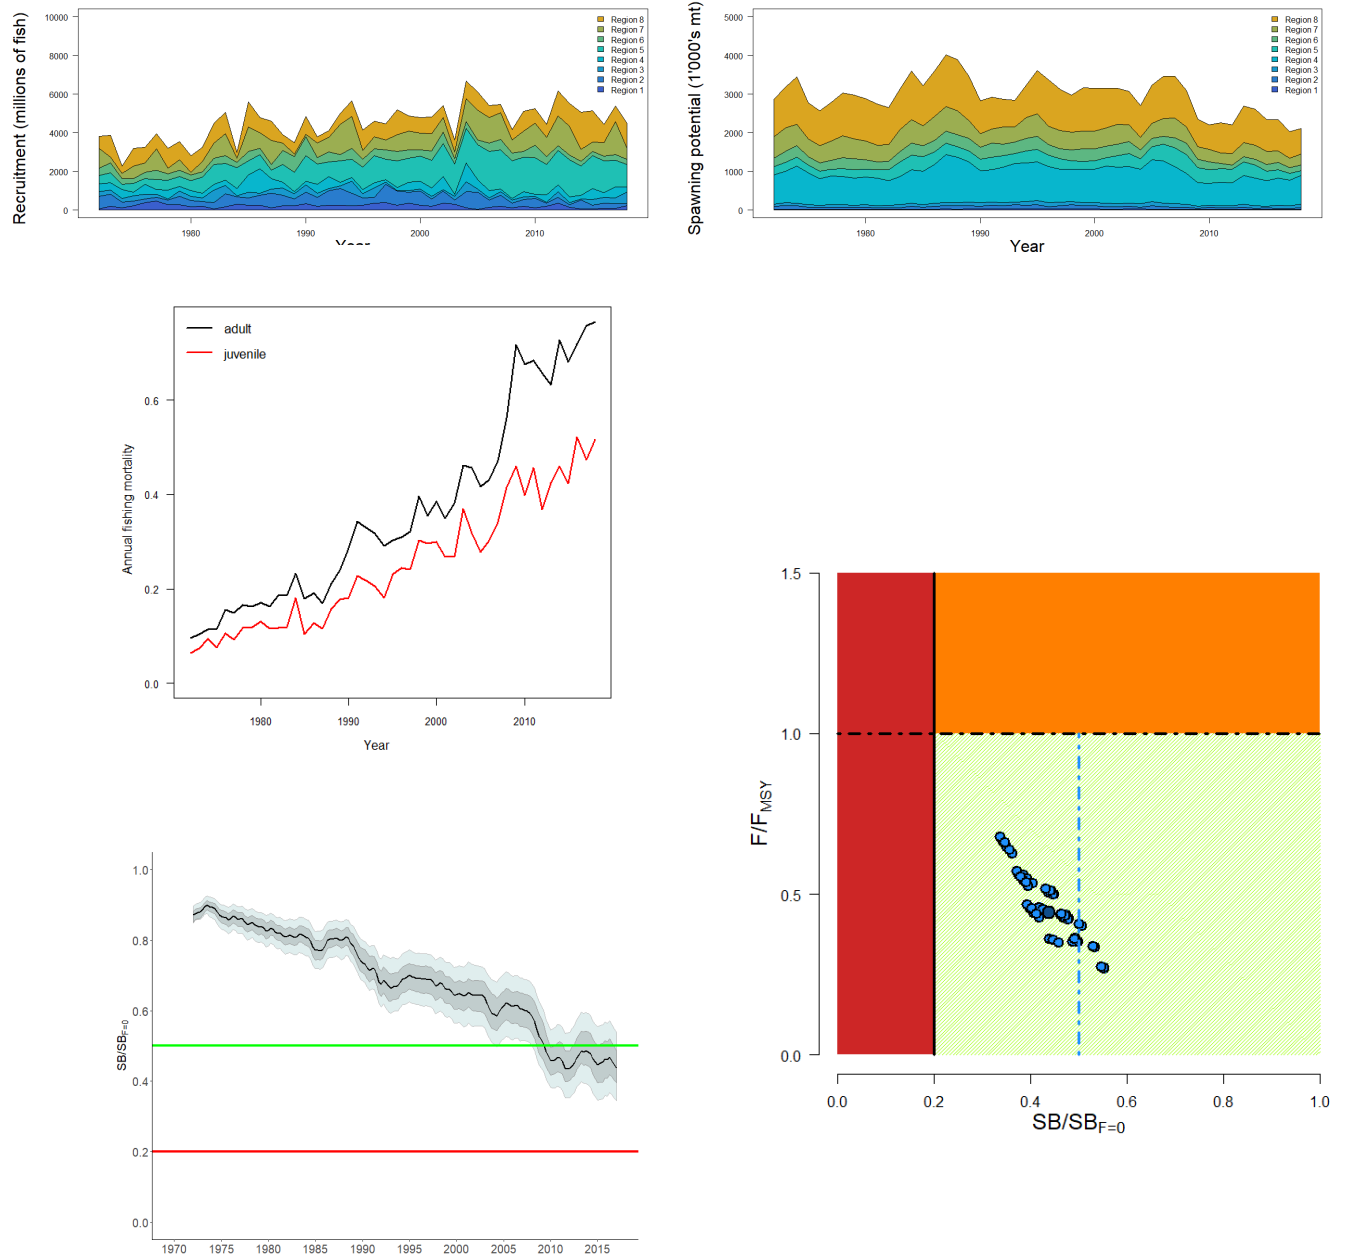 Recruitment (millions of fish)
10000
8000
6000
4000
2000
0
Region 8
Region 7
Region 6
Region 5
Region 4
Region 3
Region 2
Region 1
1980
1990
2000
2010
Year
Spawning potential (1'000's mt)
5000
4000
3000
2000
1000
0
Region 8
Region 7
Region 6
Region 5
Region 4
Region 3
Region 2
Region 1
1980
1990
2000
2010
Year
adult
juvenile
Annual fishing mortality
0.6
0.4
0.2
0.0
1980
1990
2000
2010
Year
SB/SBF=0
1.0
0.8
0.6
0.4
0.2
0.0
1970
1975
1980
1985
1990
1995
2000
2005
2010
2015
F/FMSY
1.5
1.0
0.5
0.0
0.0
0.2
0.4
0.6
0.8
1.0
SB/SBF=0